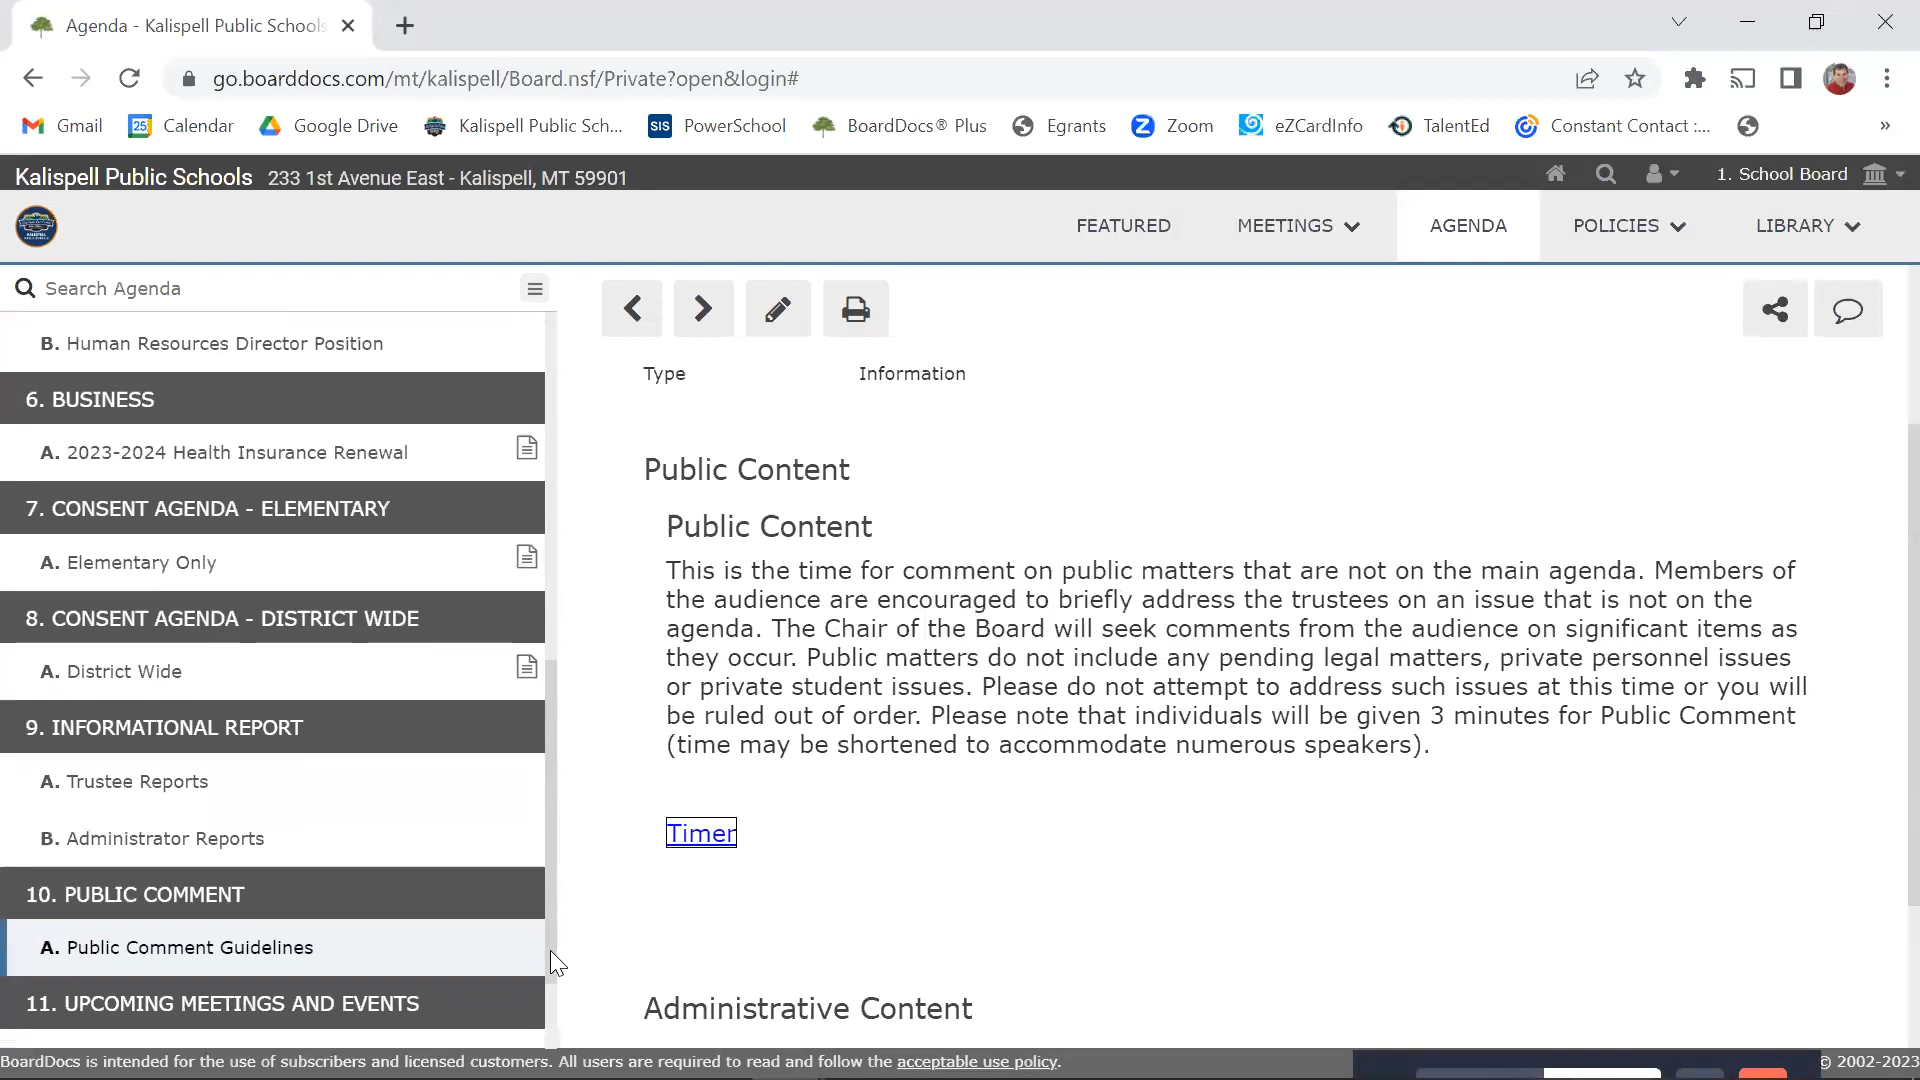 Agenda - Kalispell Public Schools
go.boarddocs.com/mt/kalispell/Board.nsf/Private?open&login#
Gmail
25 Calendar
Google Drive
Kalispell Public Sch...
SIS PowerSchool
BoardDocs® Plus
Egrants
Zoom
eZCardInfo
TalentEd
Constant Contact :...
»
Kalispell Public Schools 233 1st Avenue East - Kalispell, MT 59901
1. School Board
FEATURED
MEETINGS
AGENDA
POLICIES
LIBRARY
Search Agenda
B. Human Resources Director Position
6. BUSINESS
A. 2023-2024 Health Insurance Renewal
7. CONSENT AGENDA - ELEMENTARY
A. Elementary Only
8. CONSENT AGENDA - DISTRICT WIDE
A. District Wide
9. INFORMATIONAL REPORT
A. Trustee Reports
B. Administrator Reports
10. PUBLIC COMMENT
A. Public Comment Guidelines
11. UPCOMING MEETINGS AND EVENTS
Type Information
Public Content
Public Content
This is the time for comment on public matters that are not on the main agenda. Members of
the audience are encouraged to briefly address the trustees on an issue that is not on the
agenda. The Chair of the Board will seek comments from the audience on significant items as
they occur. Public matters do not include any pending legal matters, private personnel issues
or private student issues. Please do not attempt to address such issues at this time or you will
be ruled out of order. Please note that individuals will be given 3 minutes for Public Comment
(time may be shortened to accommodate numerous speakers).
Timer
Administrative Content
BoardDocs is intended for the use of subscribers and licensed customers. All users are required to read and follow the acceptable use policy.
© 2002-2023